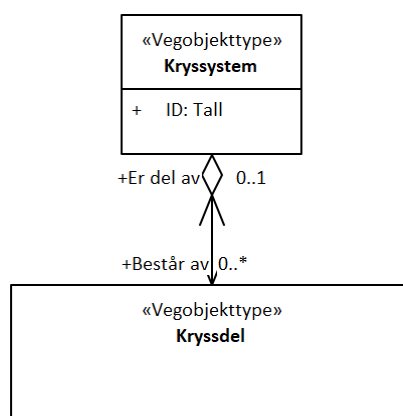 «Vegobjekttype»
Kryssystem
+ ID: Tall
+Er del av 0..1
+Består av 0..*
«Vegobjekttype»
Kryssdel